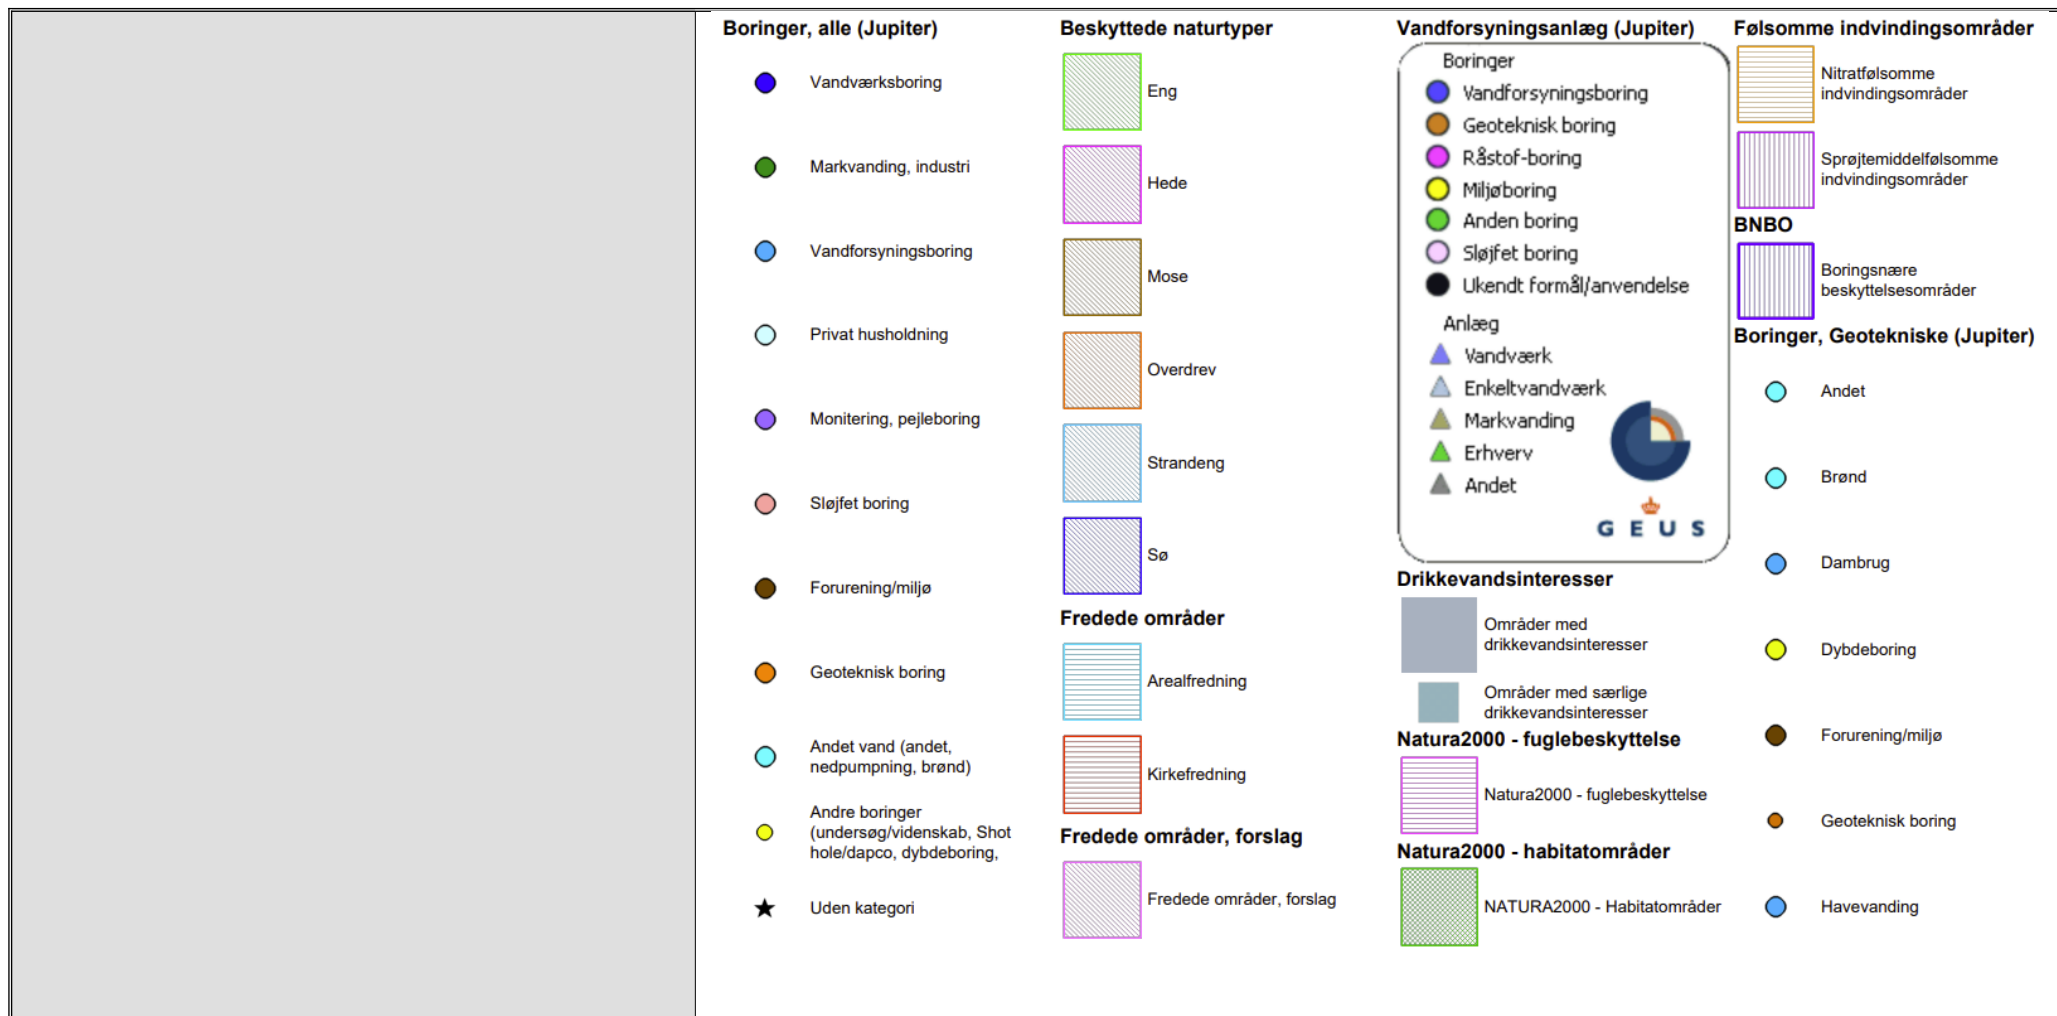 Boringer, alle (Jupiter)
Vandværksboring
Markvanding, industri
Vandforsyningsboring
Privat husholdning
Monitering, pejleboring
Sløjfet boring
Forurening/miljø
Geoteknisk boring
Andet vand (andet,
nedpumpning, brønd)
Andre boringer
(undersøg/videnskab, Shot
hole/dapco, dybdeboring,
Uden kategori
Beskyttede naturtyper
Eng
Hede
Mose
Overdrev
Strandeng
Sø
Fredede områder
Arealfredning
Kirkefredning
Fredede områder, forslag
Fredede områder, forslag
Vandforsyningsanlæg (Jupiter)
Boringer
Vandforsyningsboring
Geoteknisk boring
Råstof-boring
Miljøboring
Anden boring
Sløjfet boring
Ukendt formål/anvendelse
Anlæg
Vandværk
Enkeltvandværk
Markvanding
Erhverv
Andet
G E U S
Drikkevandsinteresser
Områder med
drikkevandsinteresser
Områder med særlige
drikkevandsinteresser
Natura2000 - fuglebeskyttelse
Natura2000 - fuglebeskyttelse
Natura2000 - habitatområder
NATURA2000 - Habitatområder
Følsomme indvindingsområder
Nitratfølsomme
indvindingsområder
Sprøjtemiddelfølsomme
indvindingsområder
BNBO
Boringsnære
beskyttelsesområder
Boringer, Geotekniske (Jupiter)
Andet
Brønd
Dambrug
Dybdeboring
Forurening/miljø
Geoteknisk boring
Havevanding